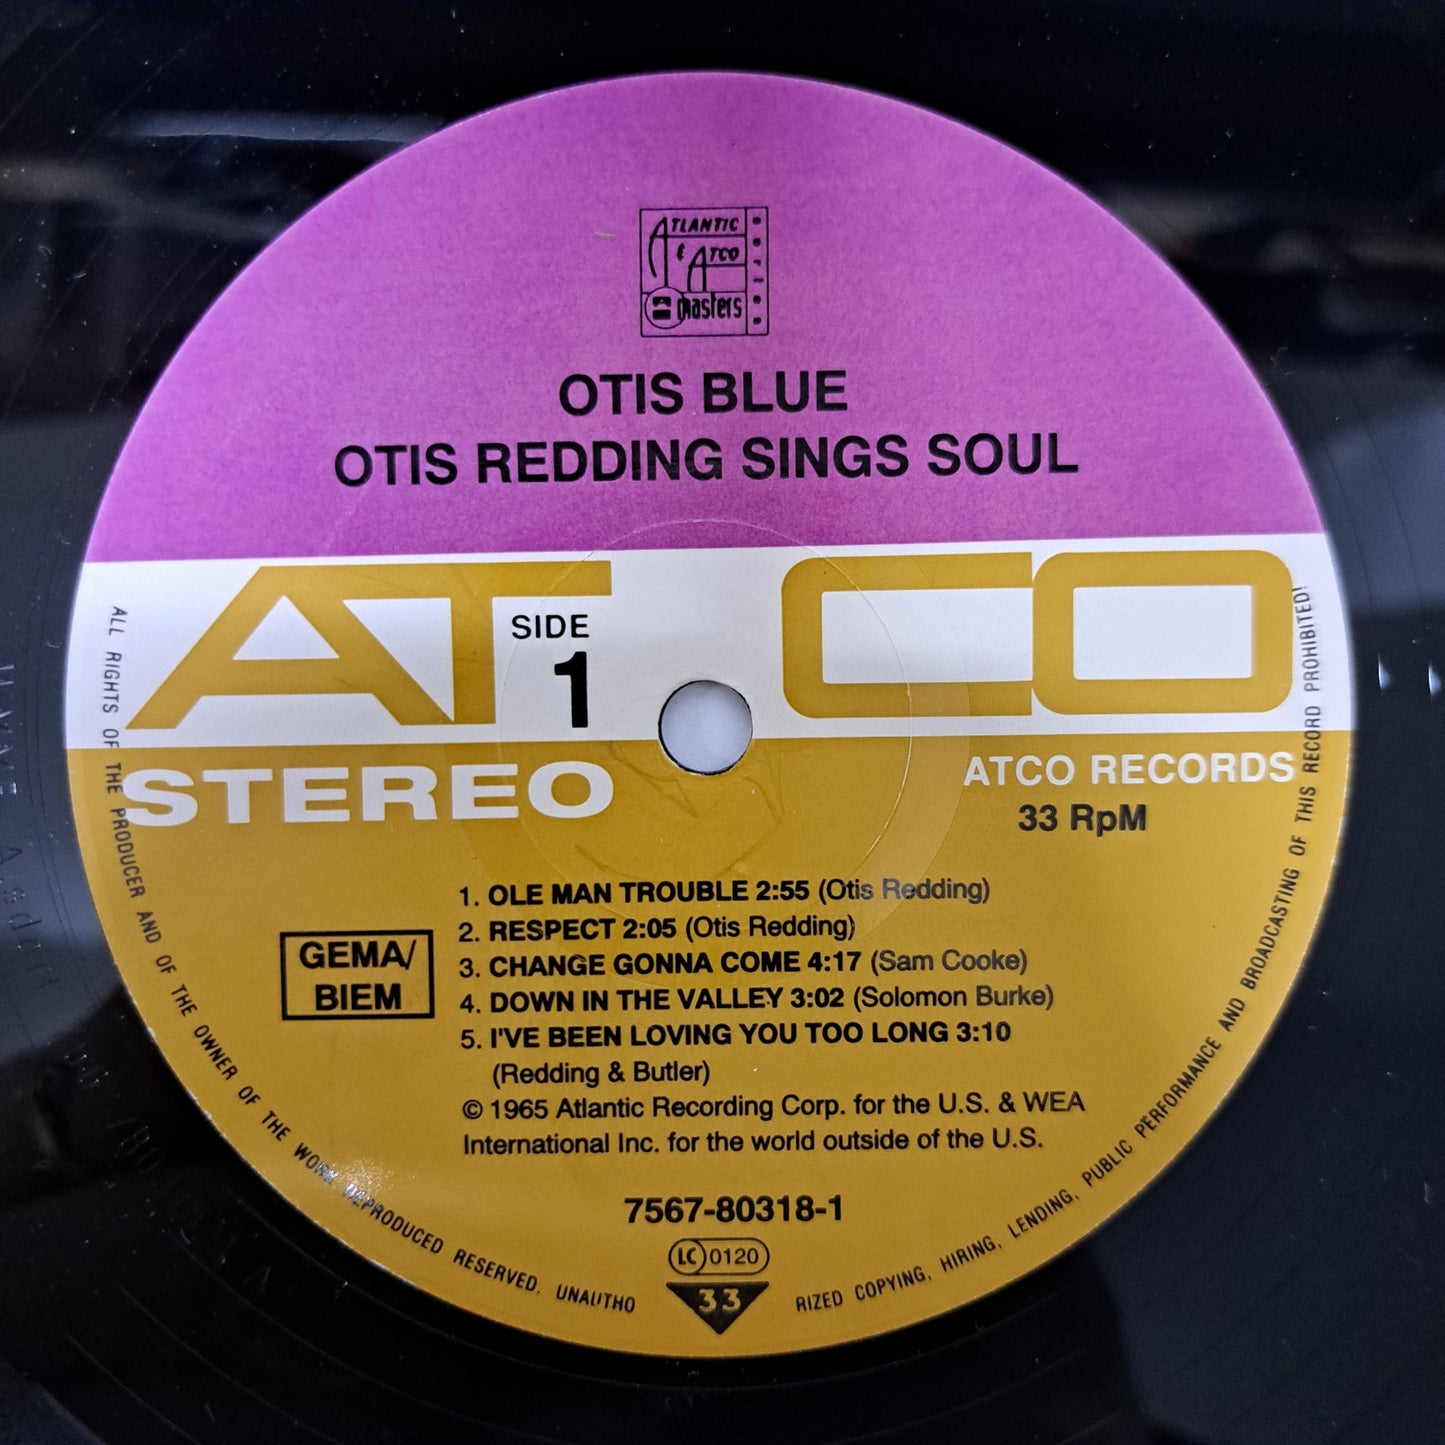 ATLANTIC
& ATCO
masters
OTIS BLUE
OTIS REDDING SINGS SOUL
ATCO
SIDE
1
STEREO
ATCO RECORDS
33 RpM
1. OLE MAN TROUBLE 2:55 (Otis Redding)
2. RESPECT 2:05 (Otis Redding)
3. CHANGE GONNA COME 4:17 (Sam Cooke)
4. DOWN IN THE VALLEY 3:02 (Solomon Burke)
5. I'VE BEEN LOVING YOU TOO LONG 3:10
(Redding & Butler)
GEMA/
BIEM
© 1965 Atlantic Recording Corp. for the U.S. & WEA
International Inc. for the world outside of the U.S.
7567-80318-1
LC 0120
33
ALL RIGHTS OF THE PRODUCER AND OF THE OWNER OF THE WORK REPRODUCED RESERVED. UNAUTHO
RIZED COPYING, HIRING, LENDING, PUBLIC PERFORMANCE AND BROADCASTING OF THIS RECORD PROHIBITED!